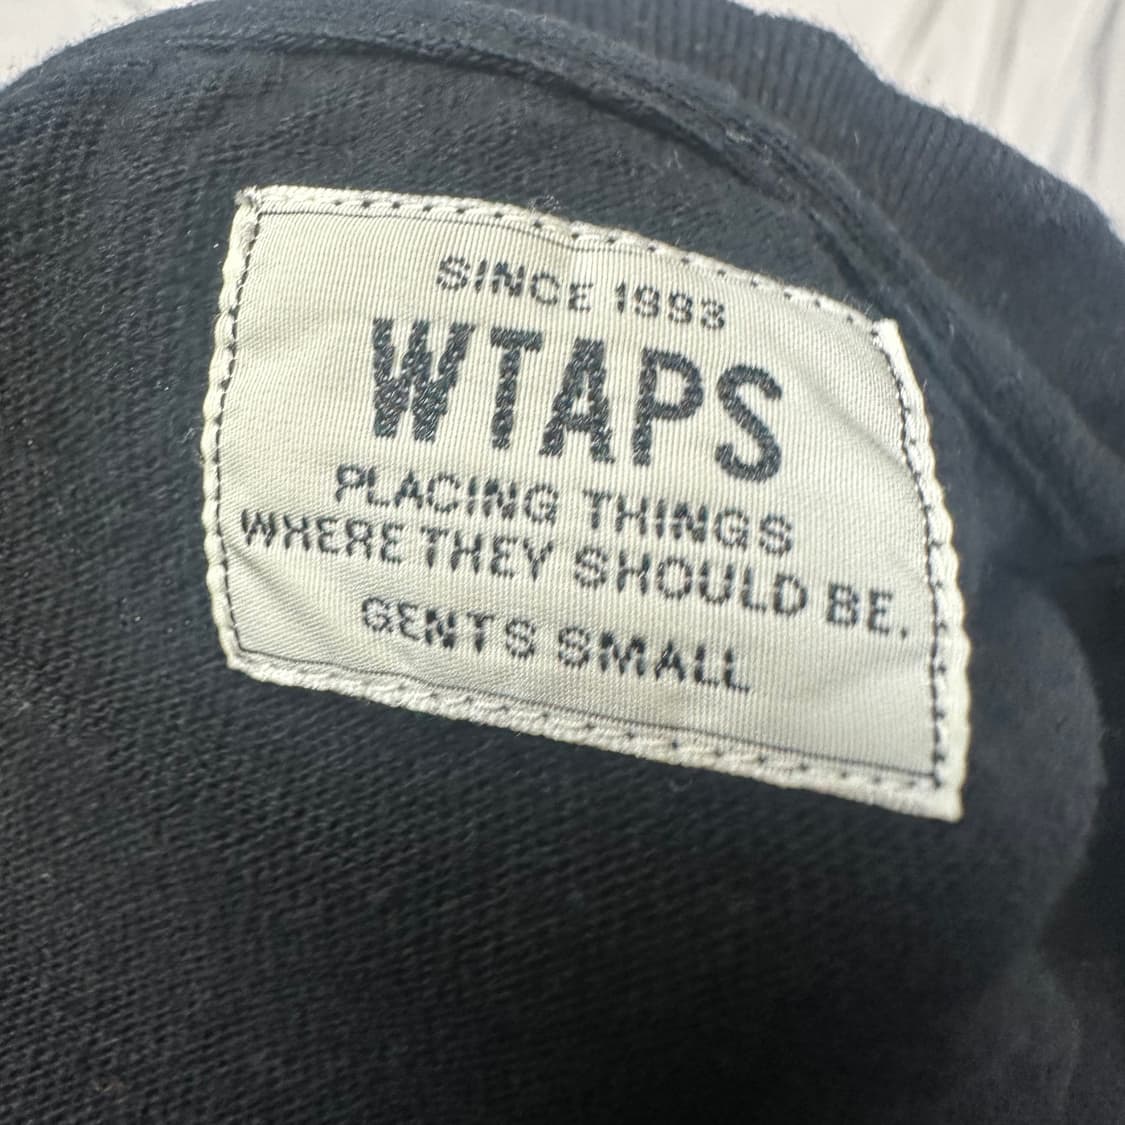 SINCE 1993
WTAPS
PLACING THINGS
WHERE THEY SHOULD BE.
GENTS SMALL